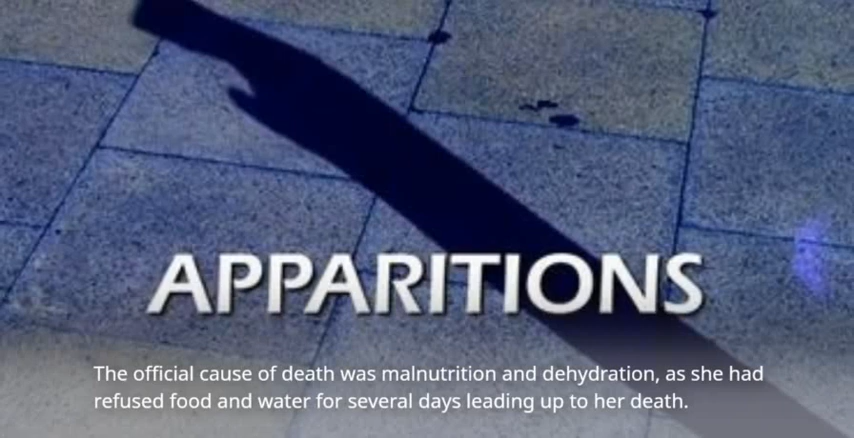 APPARITIONS
The official cause of death was malnutrition and dehydration, as she had
refused food and water for several days leading up to her death.